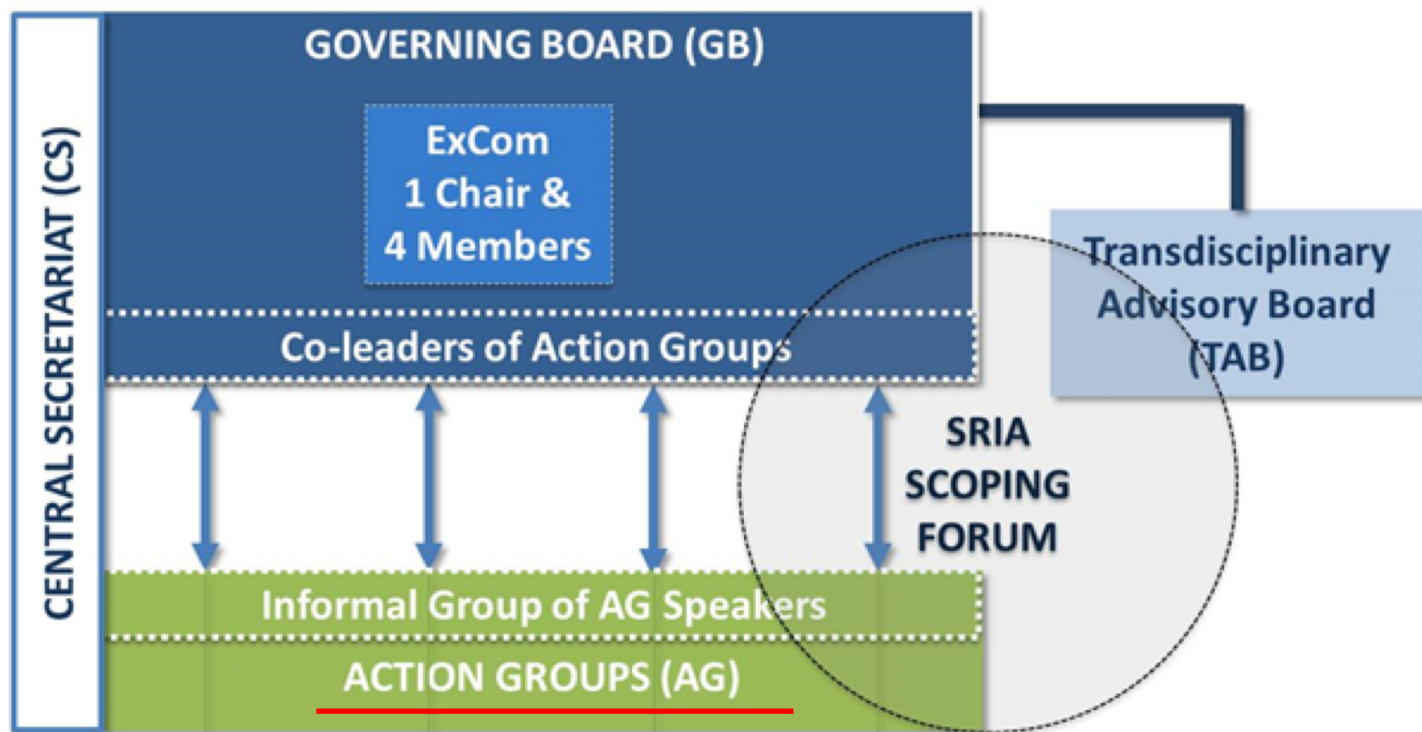 CENTRAL SECRETARIAT (CS)
GOVERNING BOARD (GB)
ExCom
1 Chair &
4 Members
Co-leaders of Action Groups
Transdisciplinary
Advisory Board
(TAB)
SRIA
SCOPING
FORUM
Informal Group of AG Speakers
ACTION GROUPS (AG)